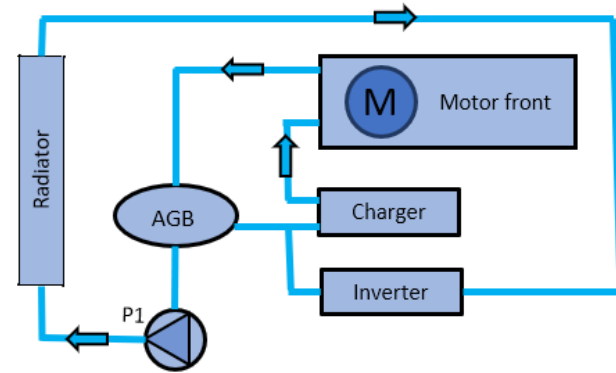 M
Motor front
Radiator
AGB
Charger
P1
Inverter